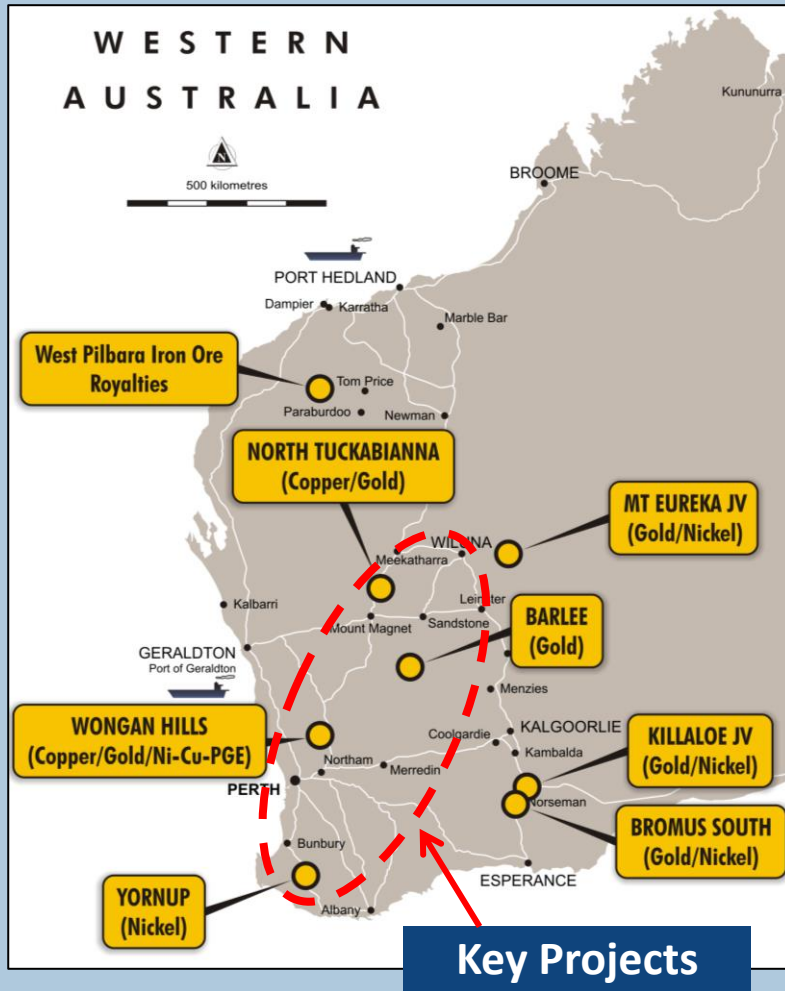 WESTERN
AUSTRALIA
N
500 kilometres
Kununurra
BROOME
PORT HEDLAND
Dampier
Karratha
Marble Bar
West Pilbara Iron Ore
Royalties
Tom Price
Paraburdoo
Newman
NORTH TUCKABIANNA
(Copper/Gold)
MT EUREKA JV
(Gold/Nickel)
WILUNA
Meekatharra
Kalbarri
Leinster
Mount Magnet
Sandstone
BARLEE
(Gold)
GERALDTON
Port of Geraldton
Menzies
WONGAN HILLS
(Copper/Gold/Ni-Cu-PGE)
Coolgardie
KALGOORLIE
Kambalda
KILLALOE JV
(Gold/Nickel)
Northam
Merredin
PERTH
Norseman
BROMUS SOUTH
(Gold/Nickel)
Bunbury
ESPERANCE
YORNUP
(Nickel)
Albany
Key Projects